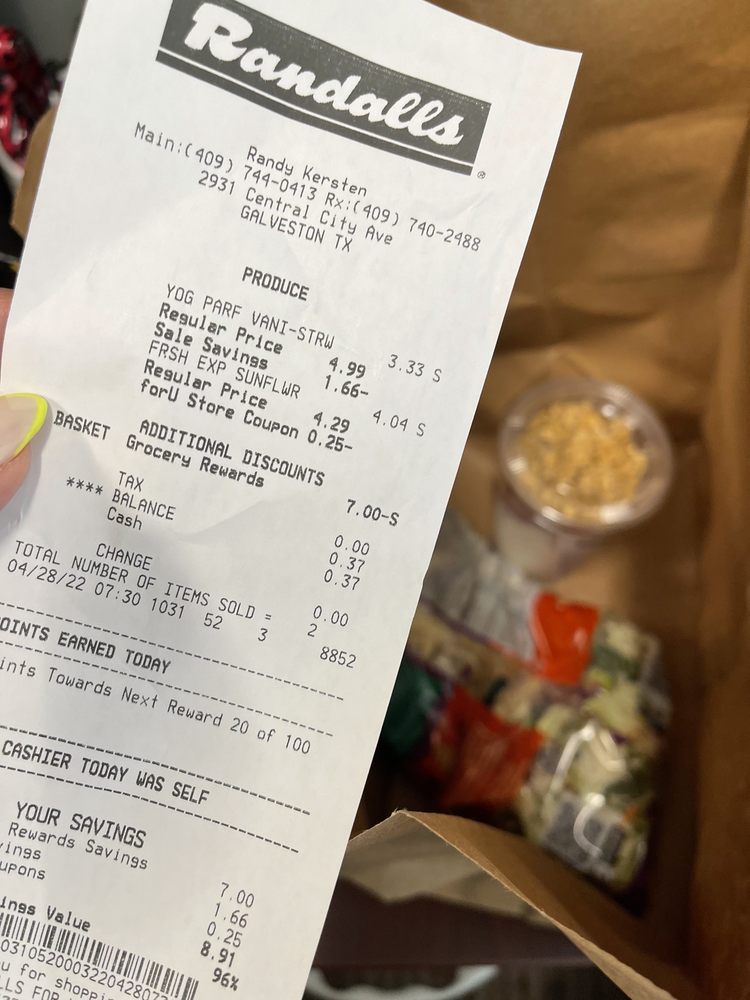 Randalls
®
Randy Kersten
Main:(409) 744-0413 Rx:(409) 740-2488
2931 Central City Ave
GALVESTON TX
PRODUCE
YOG PARF VANI-STRW 3.33 S
Regular Price 4.99
Sale Savings 1.66-
FRSH EXP SUNFLWR 4.04 S
Regular Price 4.29
forU Store Coupon 0.25-
ADDITIONAL DISCOUNTS
BASKET Grocery Rewards 7.00-S
TAX 0.00
**** BALANCE 0.37
Cash 0.37
CHANGE 0.00
TOTAL NUMBER OF ITEMS SOLD = 2
04/28/22 07:30 1031 52 3 8852
OINTS EARNED TODAY
ints Towards Next Reward 20 of 100
CASHIER TODAY WAS SELF
YOUR SAVINGS
Rewards Savings 7.00
vings 1.66
upons 0.25
ings Value 8.91
96%
u for shoppi
LLS FOR